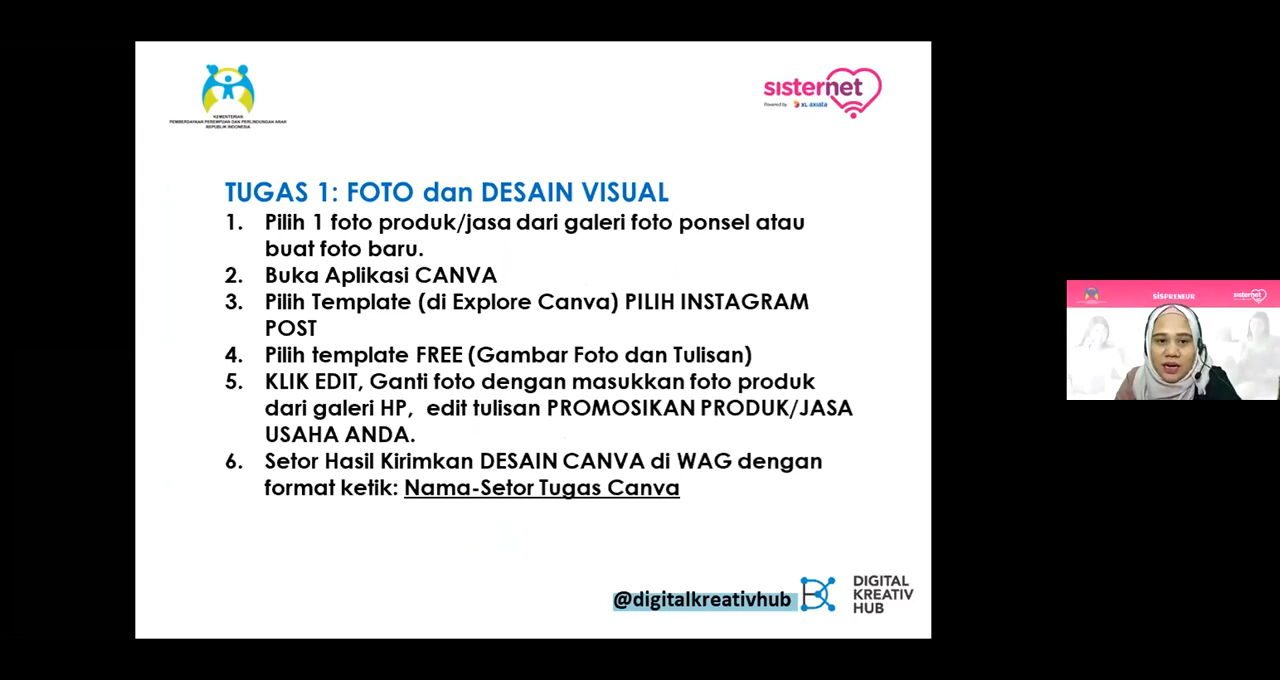 KEMENTERIAN
PEMBERDAYAAN PEREMPUAN DAN PERLINDUNGAN ANAK
REPUBLIK INDONESIA
sisternet
Powered by XL axiata
TUGAS 1: FOTO dan DESAIN VISUAL
1. Pilih 1 foto produk/jasa dari galeri foto ponsel atau
buat foto baru.
2. Buka Aplikasi CANVA
3. Pilih Template (di Explore Canva) PILIH INSTAGRAM
POST
4. Pilih template FREE (Gambar Foto dan Tulisan)
5. KLIK EDIT, Ganti foto dengan masukkan foto produk
dari galeri HP, edit tulisan PROMOSIKAN PRODUK/JASA
USAHA ANDA.
6. Setor Hasil Kirimkan DESAIN CANVA di WAG dengan
format ketik: Nama-Setor Tugas Canva
@digitalkreativhub
DIGITAL
KREATIV
HUB
SISPRENEUR
sisternet